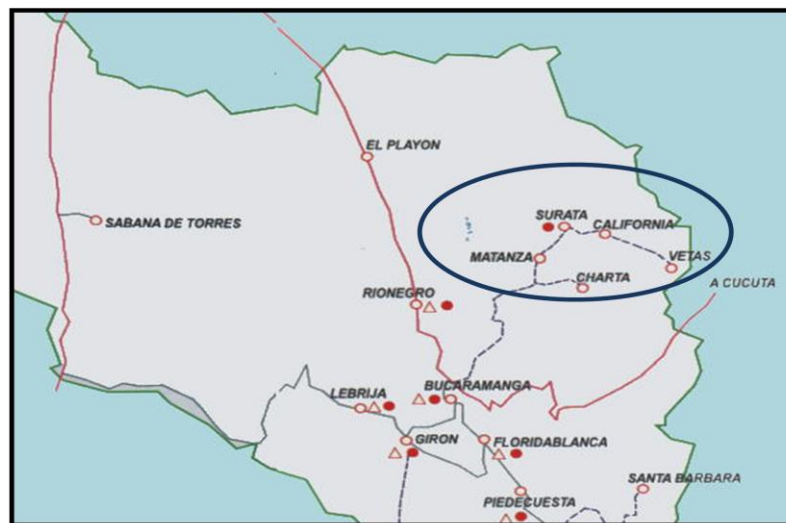 EL PLAYON
SABANA DE TORRES
SURATA
CALIFORNIA
MATANZA
VETAS
CHARTA
A CUCUTA
RIONEGRO
LEBRIJA
BUCARAMANGA
GIRON
FLORIDABLANCA
SANTA BARBARA
PIEDECUESTA